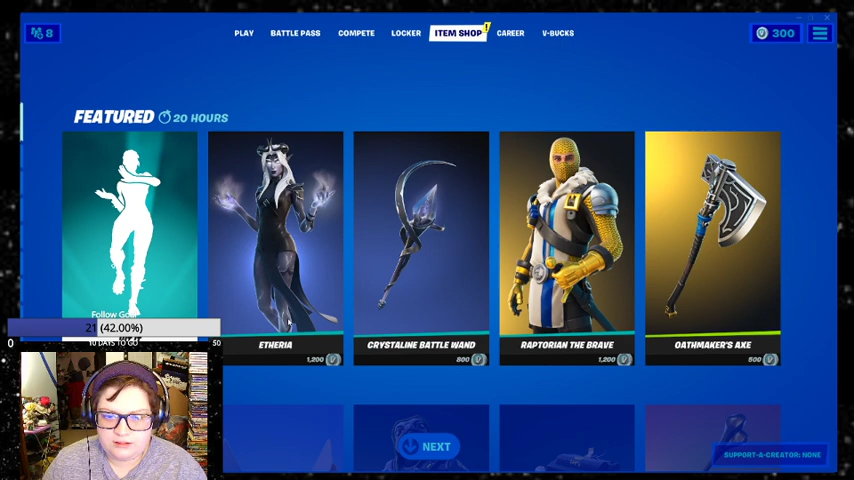 8
PLAY
BATTLE PASS
COMPETE
LOCKER
ITEM SHOP
!
CAREER
V-BUCKS
300
FEATURED 20 HOURS
Follow Goal
21 (42.00%)
0 10 DAYS TO GO 50
ETHERIA
1,200
CRYSTALINE BATTLE WAND
800
RAPTORIAN THE BRAVE
1,200
OATHMAKER'S AXE
500
NEXT
SUPPORT-A-CREATOR: NONE